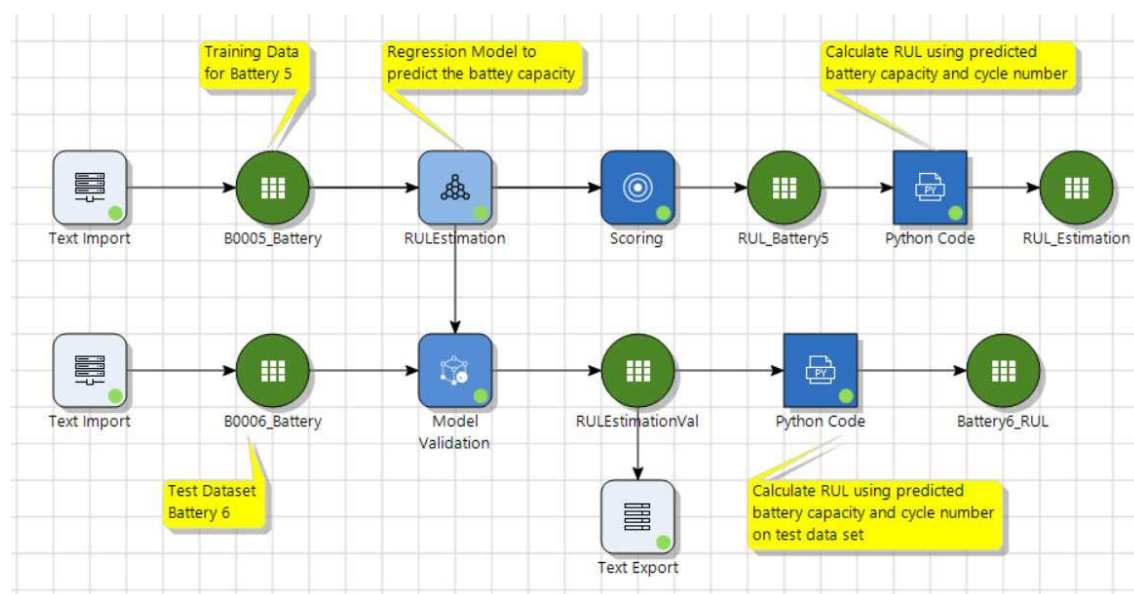 Training Data
for Battery 5
Regression Model to
predict the battey capacity
Calculate RUL using predicted
battery capacity and cycle number
PY
Text Import
B0005_Battery
RULEstimation
Scoring
RUL_Battery5
Python Code
RUL_Estimation
PY
Text Import
B0006_Battery
Model
Validation
RULEstimationVal
Python Code
Battery6_RUL
Test Dataset
Battery 6
Calculate RUL using predicted
battery capacity and cycle number
on test data set
Text Export